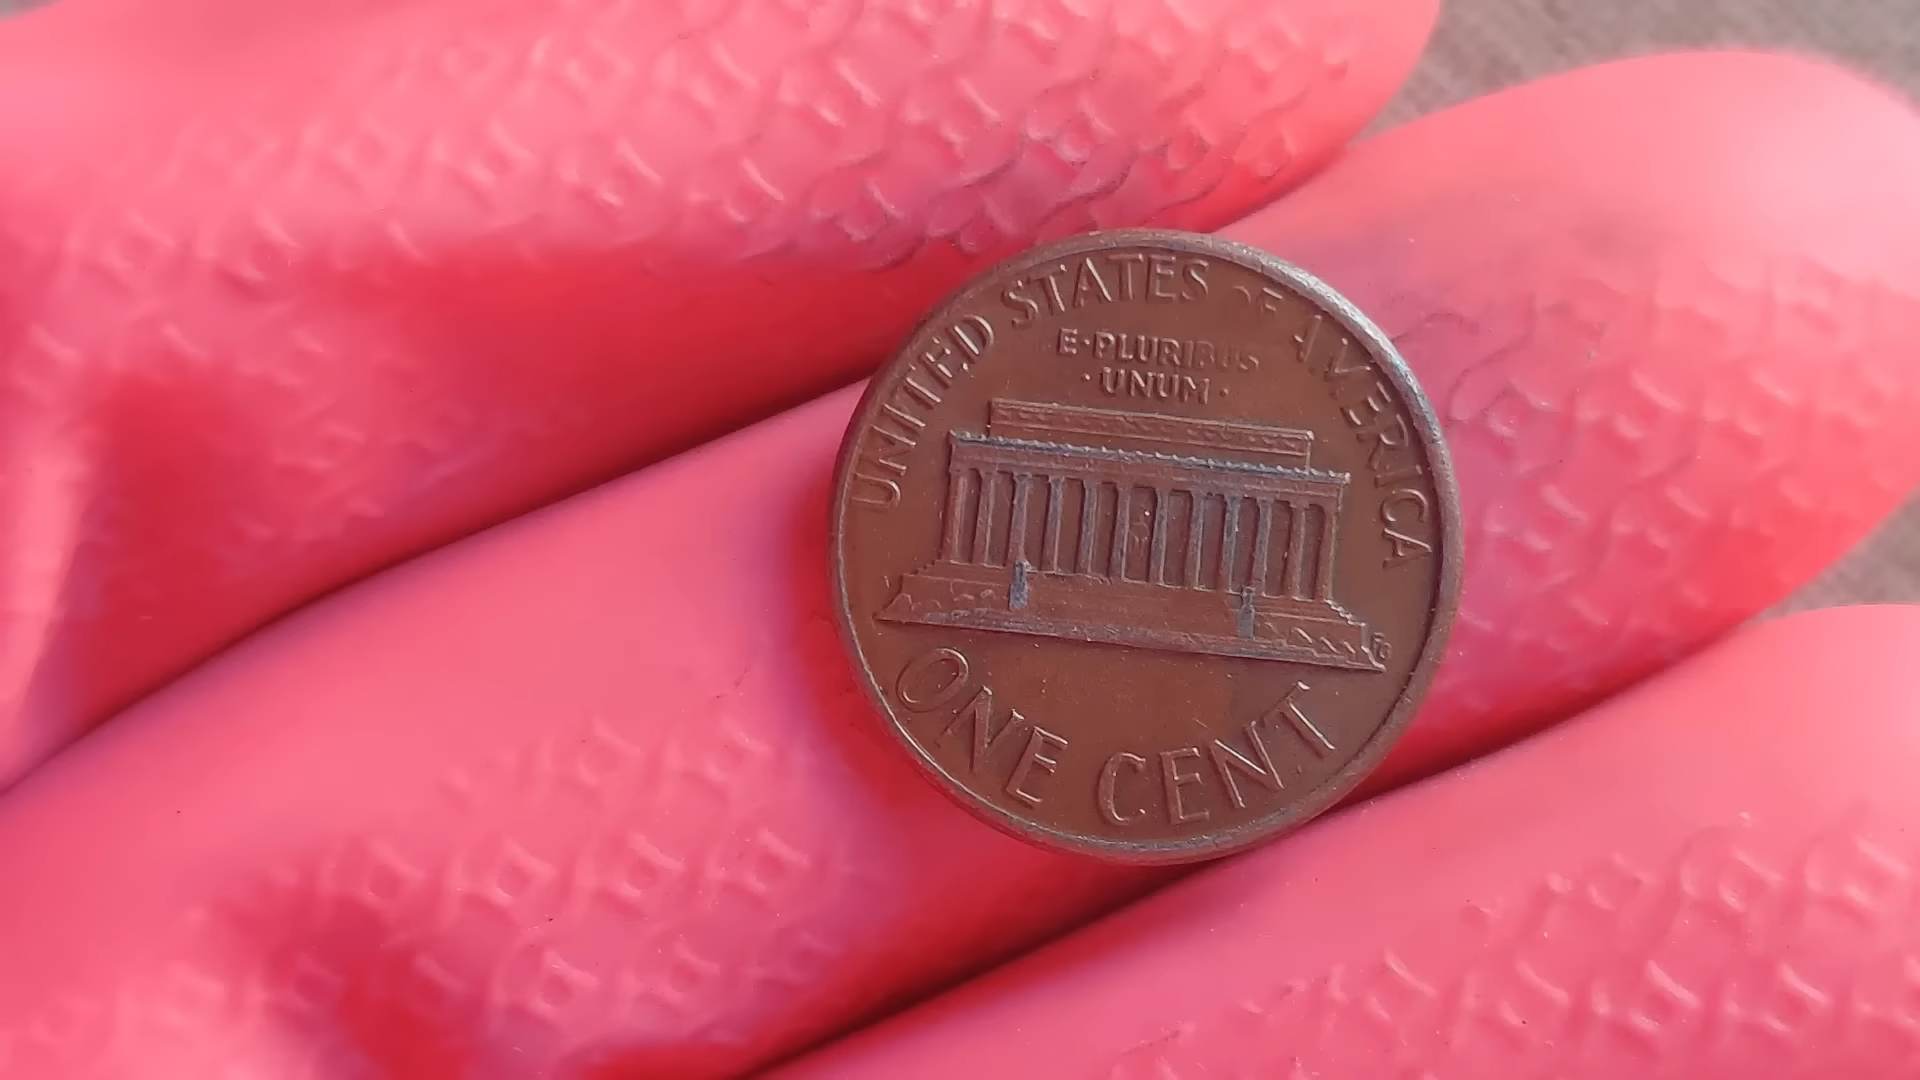 UNITED STATES OF AMERICA
E·PLURIBUS
·UNUM·
ONE CENT
FG